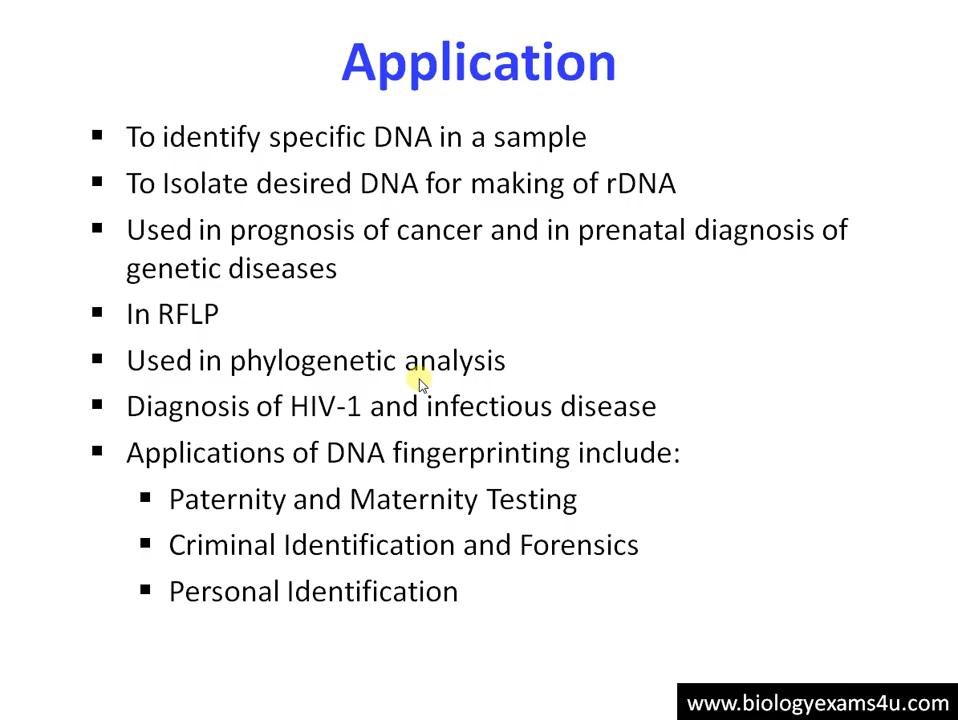 Application
▪ To identify specific DNA in a sample
▪ To Isolate desired DNA for making of rDNA
▪ Used in prognosis of cancer and in prenatal diagnosis of
genetic diseases
▪ In RFLP
▪ Used in phylogenetic analysis
▪ Diagnosis of HIV-1 and infectious disease
▪ Applications of DNA fingerprinting include:
▪ Paternity and Maternity Testing
▪ Criminal Identification and Forensics
▪ Personal Identification
www.biologyexams4u.com